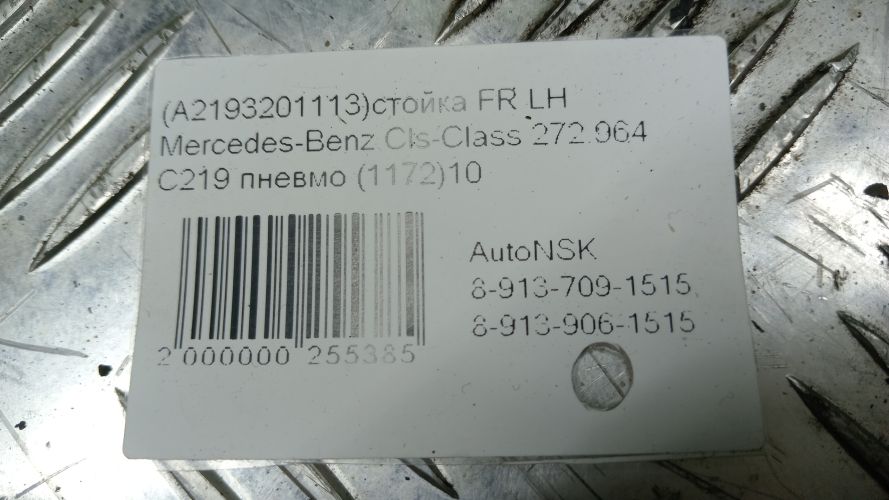 (A2193201113)стойка FR LH
Mercedes-Benz Cls-Class 272.964
C219 пневмо (1172)10
AutoNSK
8-913-709-1515
8-913-906-1515
2 000000 255385